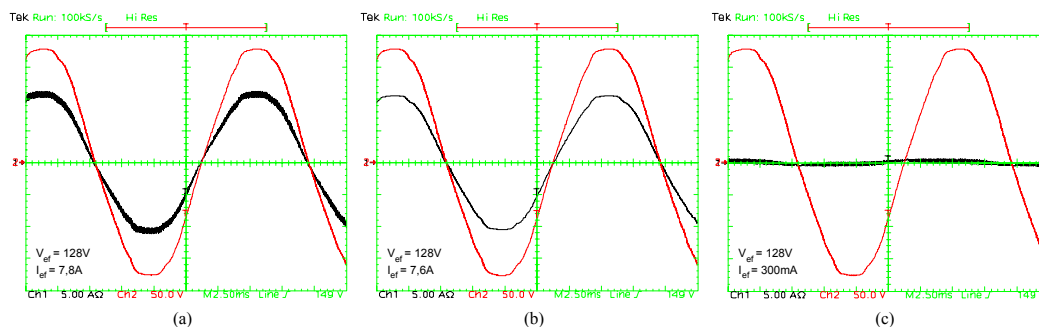 Tek Run: 100kS/s Hi Res
T
T
2
V_ef = 128V
I_ef = 7,8A
Ch1 5.00 AΩ Ch2 50.0 V M2.50ms Line ∫ 149 V
(a)
Tek Run: 100kS/s Hi Res
T
T
2
V_ef = 128V
I_ef = 7,6A
Ch1 5.00 AΩ Ch2 50.0 V M2.50ms Line ∫ 149 V
(b)
Tek Run: 100kS/s Hi Res
T
T
2
V_ef = 128V
I_ef = 300mA
Ch1 5.00 AΩ Ch2 50.0 V M2.50ms Line ∫ 149 V
(c)